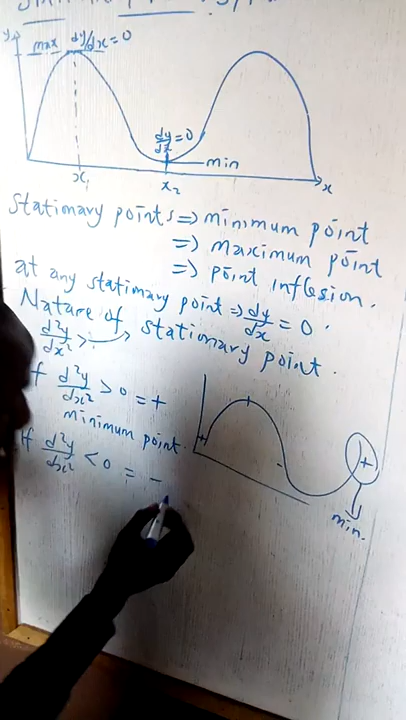 y
max dy/dx = 0
dy/dx = 0
min
x₁
x₂
x
Stationary points => minimum point
=> maximum point
=> point inflesion.
at any stationary point => dy/dx = 0.
Nature of stationary point.
d²y/dx² >
If d²y/dx² > 0 = +
minimum point.
If d²y/dx² < 0 = -
+
+
-
+
min.